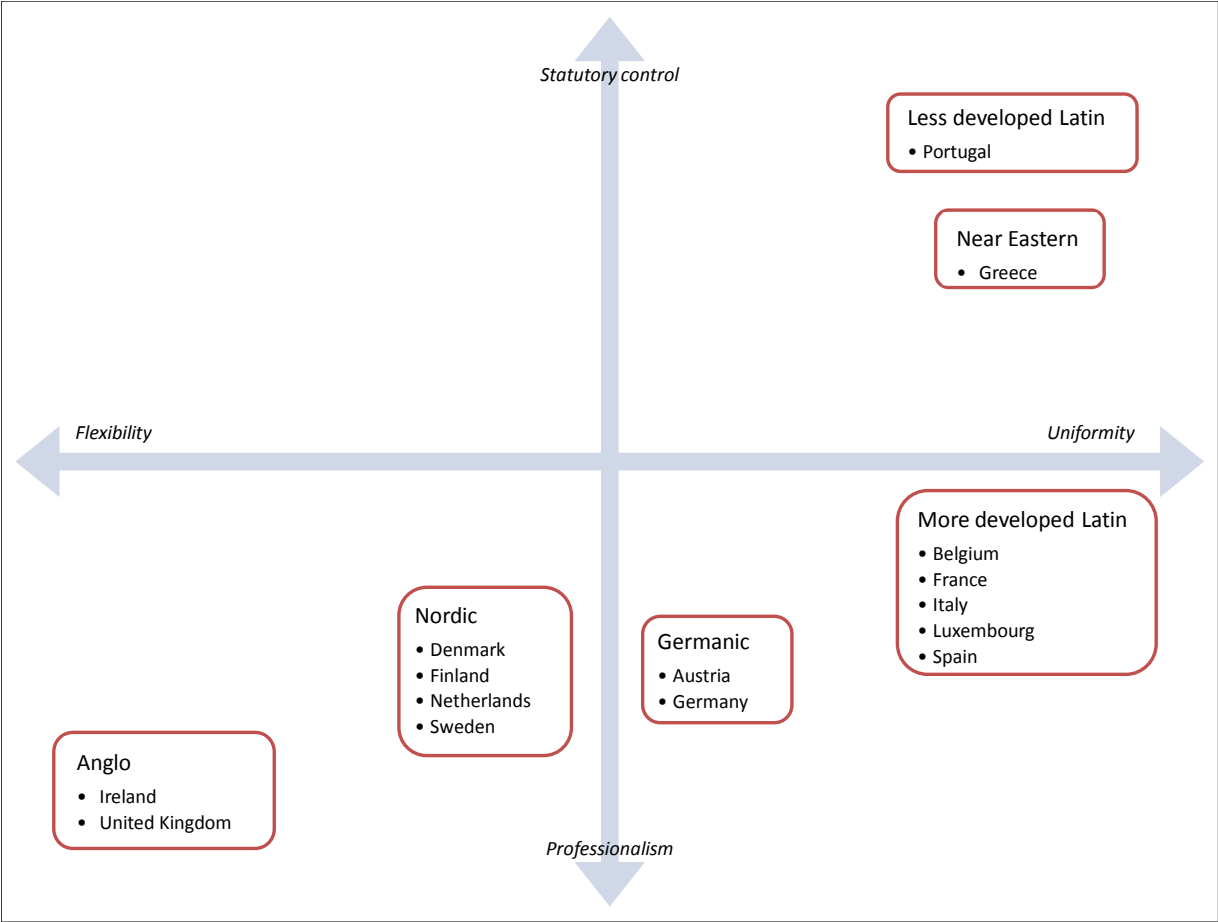 Statutory control
Less developed Latin
• Portugal
Near Eastern
• Greece
Flexibility
Uniformity
More developed Latin
• Belgium
• France
• Italy
• Luxembourg
• Spain
Nordic
• Denmark
• Finland
• Netherlands
• Sweden
Germanic
• Austria
• Germany
Anglo
• Ireland
• United Kingdom
Professionalism